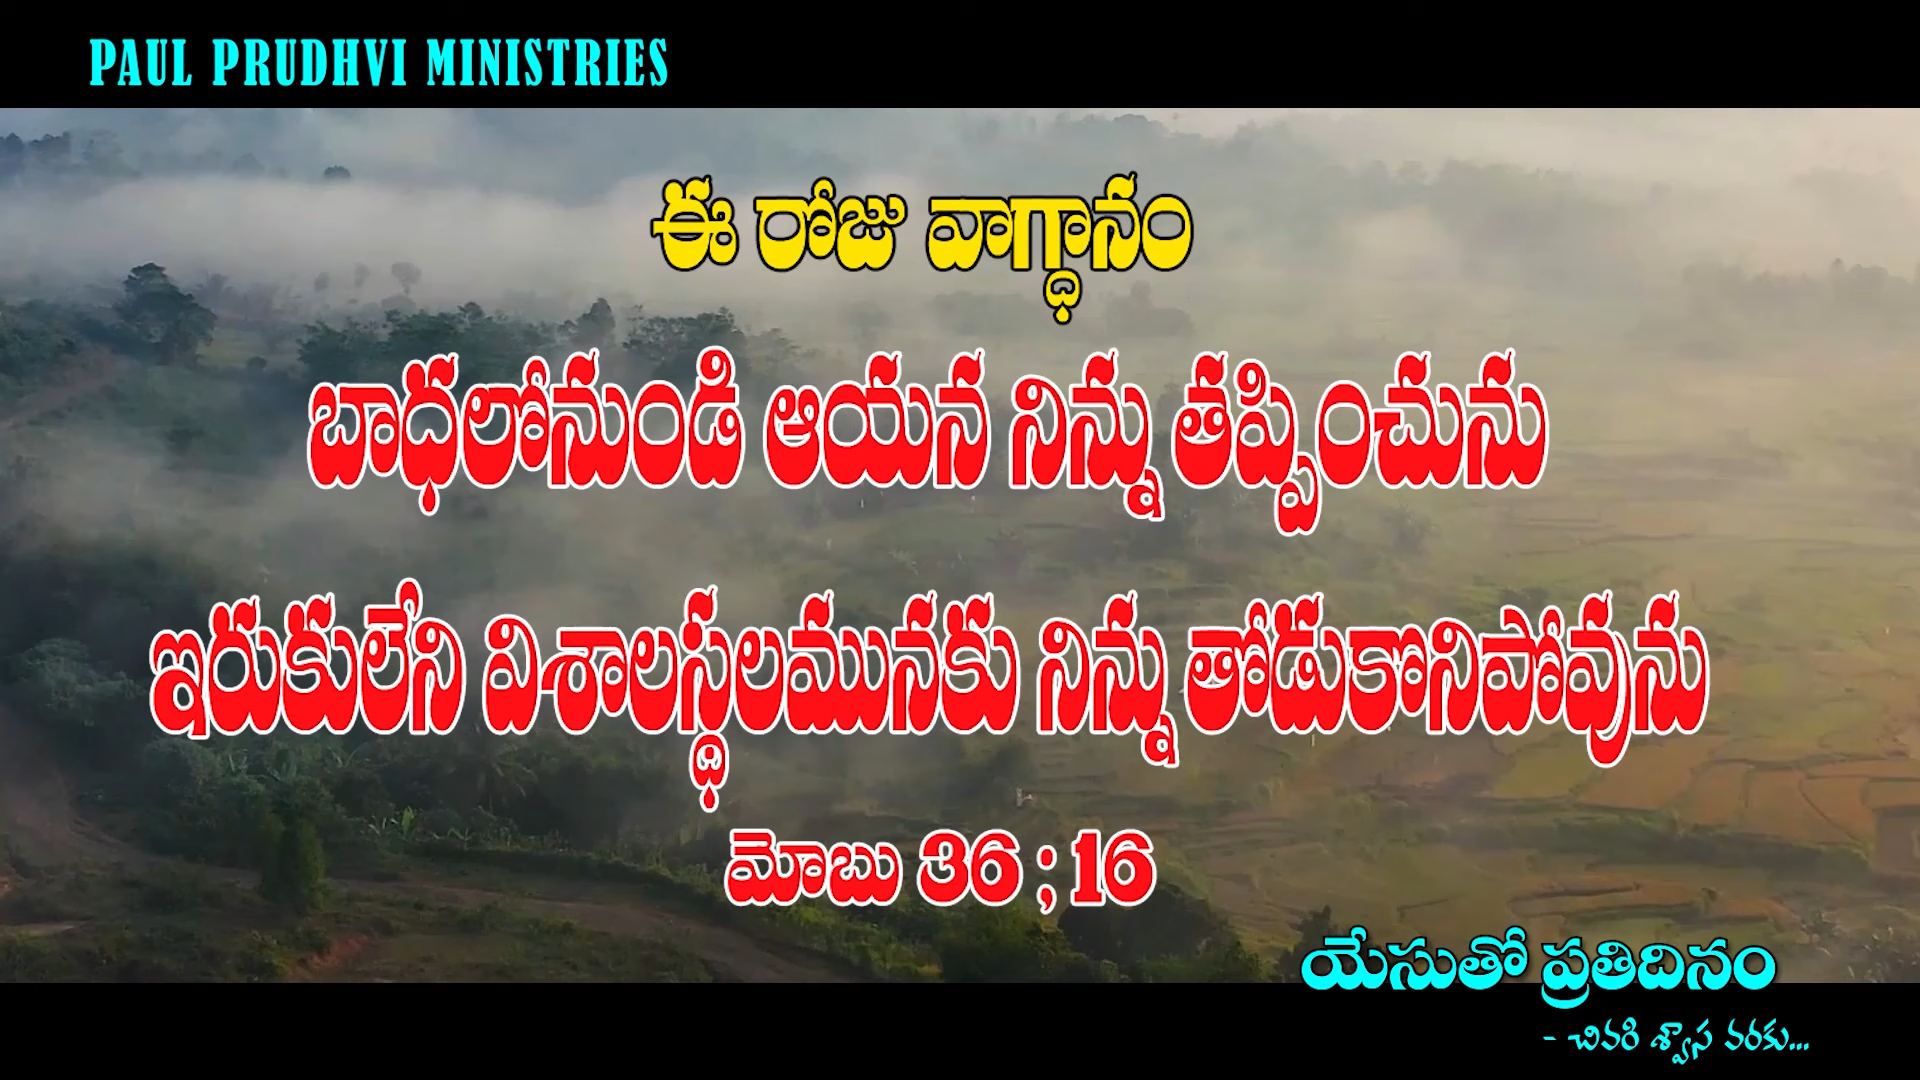 PAUL PRUDHVI MINISTRIES
ఈ రోజు వాగ్ధానం
బాధలోనుండి ఆయన నిన్ను తప్పించును
ఇరుకులేని విశాలస్థలమునకు నిన్ను తోడుకొనిపోవును
మోబు 36 ; 16
యేసుతో ప్రతిదినం
- చివరి శ్వాస వరకు...